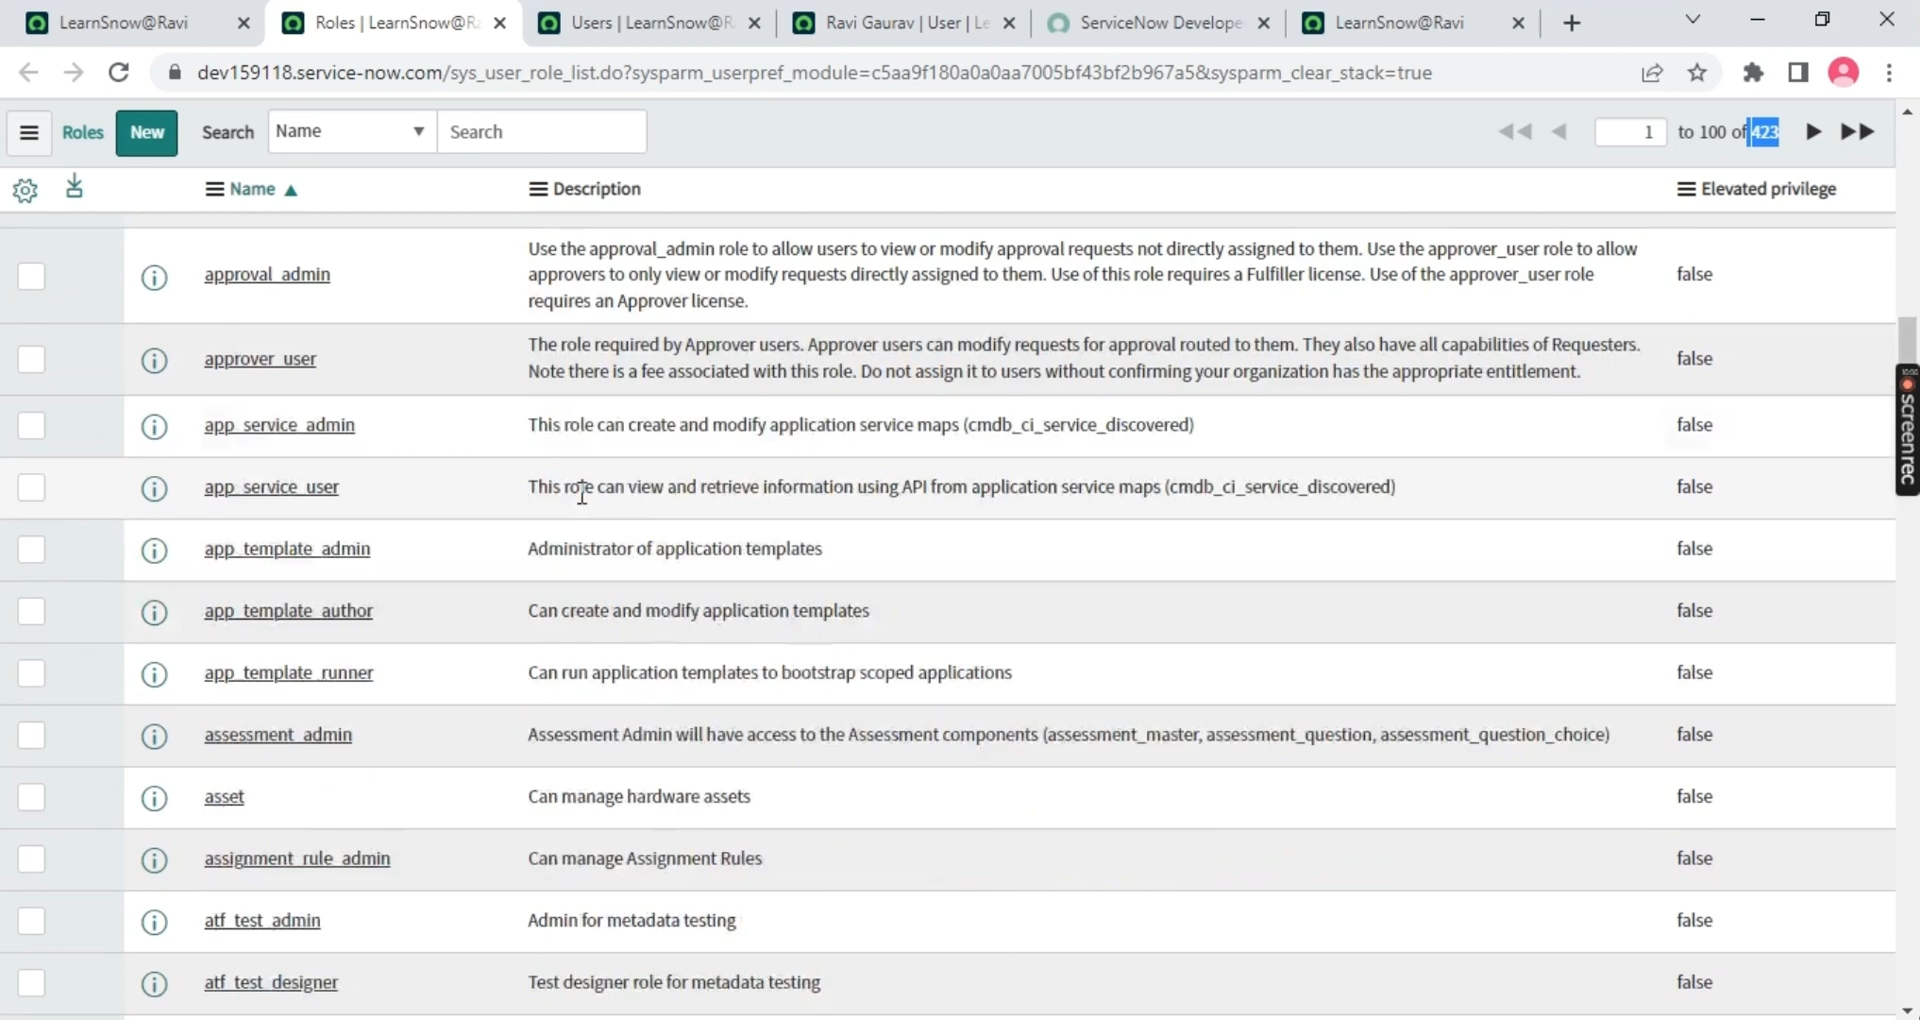 LearnSnow@Ravi
Roles | LearnSnow@Ra
Users | LearnSnow@R
Ravi Gaurav | User | Le
ServiceNow Develope
LearnSnow@Ravi
dev159118.service-now.com/sys_user_role_list.do?sysparm_userpref_module=c5aa9f180a0a0aa7005bf43bf2b967a5&sysparm_clear_stack=true
Roles New Search Name Search 1 to 100 of 423
Name Description Elevated privilege
approval_admin
Use the approval_admin role to allow users to view or modify approval requests not directly assigned to them. Use the approver_user role to allow
approvers to only view or modify requests directly assigned to them. Use of this role requires a Fulfiller license. Use of the approver_user role
requires an Approver license.
false
approver_user
The role required by Approver users. Approver users can modify requests for approval routed to them. They also have all capabilities of Requesters.
Note there is a fee associated with this role. Do not assign it to users without confirming your organization has the appropriate entitlement.
false
app_service_admin This role can create and modify application service maps (cmdb_ci_service_discovered) false
app_service_user This role can view and retrieve information using API from application service maps (cmdb_ci_service_discovered) false
app_template_admin Administrator of application templates false
app_template_author Can create and modify application templates false
app_template_runner Can run application templates to bootstrap scoped applications false
assessment_admin Assessment Admin will have access to the Assessment components (assessment_master, assessment_question, assessment_question_choice) false
asset Can manage hardware assets false
assignment_rule_admin Can manage Assignment Rules false
atf_test_admin Admin for metadata testing false
atf_test_designer Test designer role for metadata testing false
screenrec